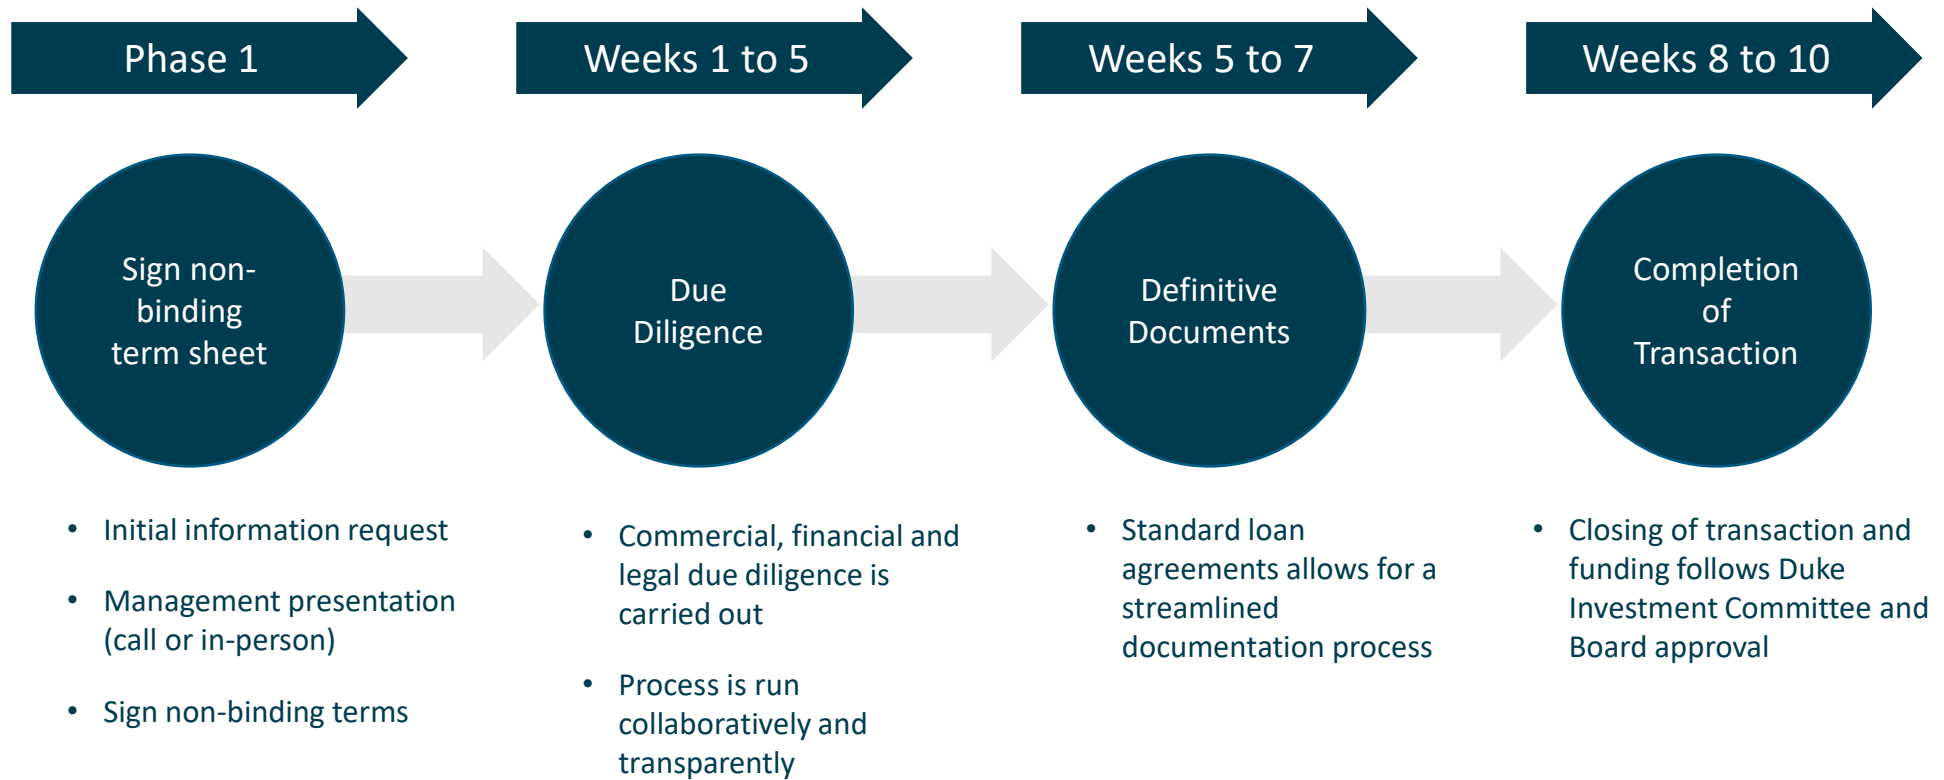 Phase 1
Weeks 1 to 5
Weeks 5 to 7
Weeks 8 to 10
Sign non-
binding
term sheet
Due
Diligence
Definitive
Documents
Completion
of
Transaction
• Initial information request
• Management presentation
(call or in-person)
• Sign non-binding terms
• Commercial, financial and
legal due diligence is
carried out
• Process is run
collaboratively and
transparently
• Standard loan
agreements allows for a
streamlined
documentation process
• Closing of transaction and
funding follows Duke
Investment Committee and
Board approval